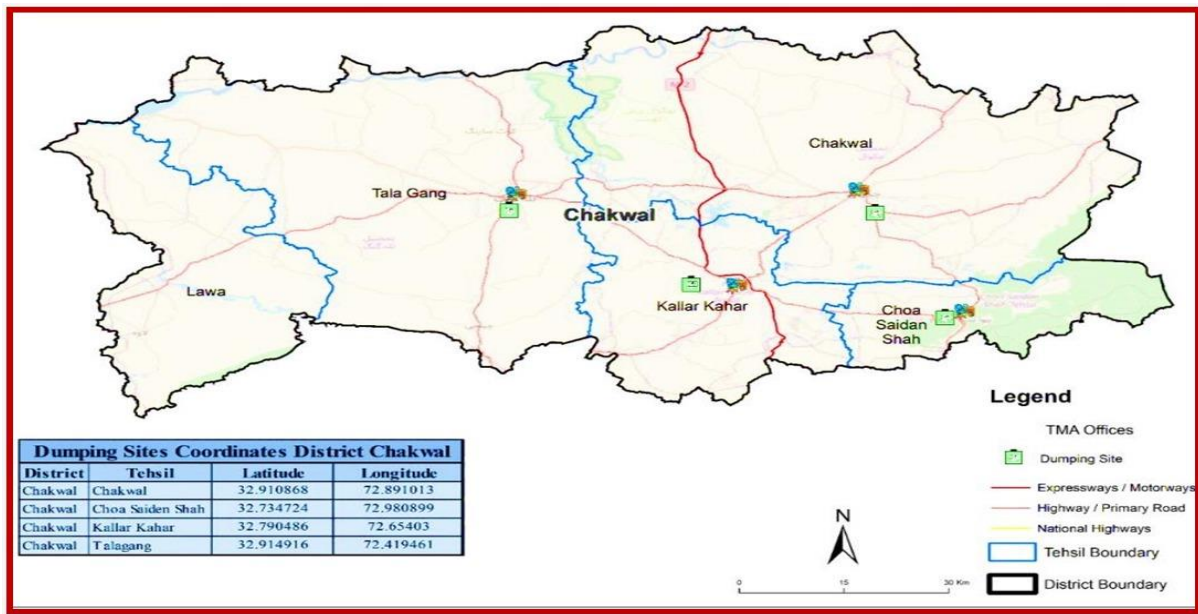 Chakwal
Tala Gang
Chakwal
Lawa
Kallar Kahar
Choa
Saidan
Shah
Legend
TMA Offices
Dumping Site
Expressways / Motorways
Highway / Primary Road
National Highways
Tehsil Boundary
District Boundary
N
0 15 30 Km
Dumping Sites Coordinates District Chakwal
District Tehsil Latitude Longitude
Chakwal Chakwal 32.910868 72.891013
Chakwal Choa Saiden Shah 32.734724 72.980899
Chakwal Kallar Kahar 32.790486 72.65403
Chakwal Talagang 32.914916 72.419461